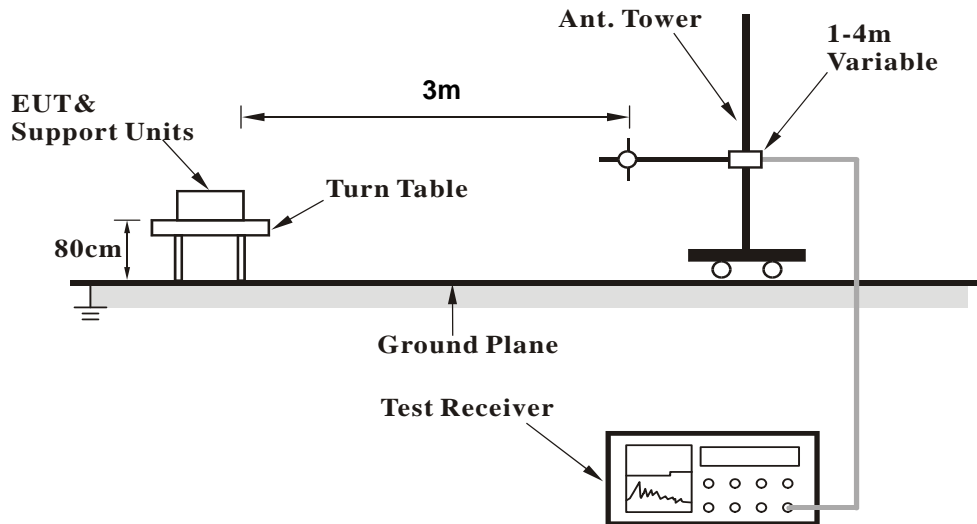 Ant. Tower
1-4m
Variable
3m
EUT&
Support Units
Turn Table
80cm
Ground Plane
Test Receiver